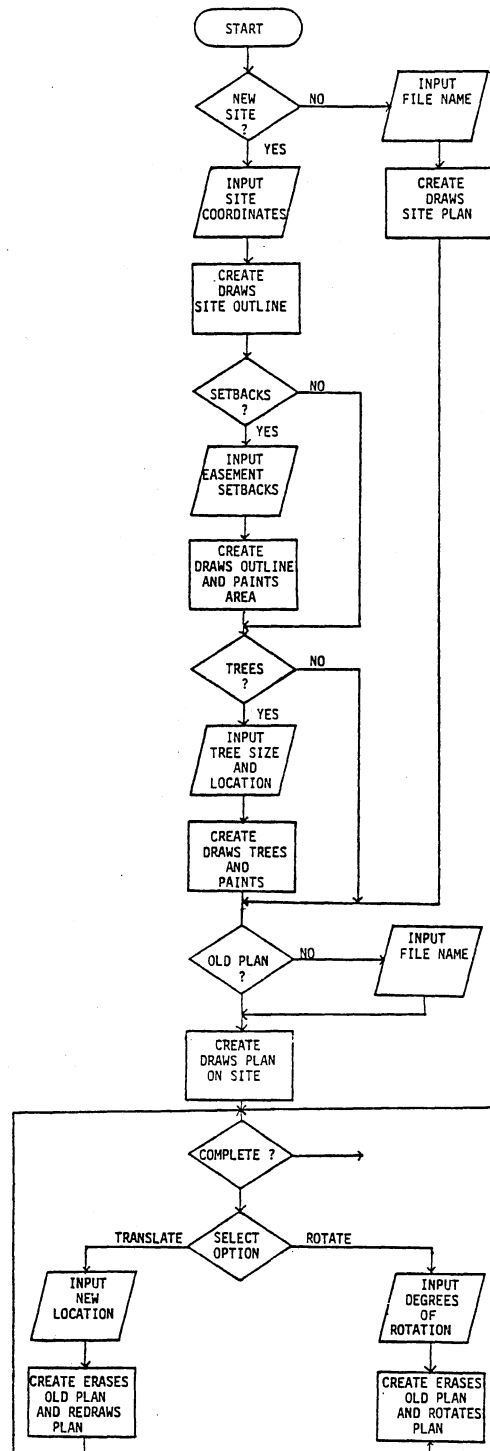 START
NEW
SITE
?
NO
INPUT
FILE NAME
YES
INPUT
SITE
COORDINATES
CREATE
DRAWS
SITE PLAN
CREATE
DRAWS
SITE OUTLINE
SETBACKS
?
NO
YES
INPUT
EASEMENT
SETBACKS
CREATE
DRAWS OUTLINE
AND PAINTS
AREA
TREES
?
NO
YES
INPUT
TREE SIZE
AND
LOCATION
CREATE
DRAWS TREES
AND
PAINTS
OLD PLAN
?
NO
INPUT
FILE NAME
CREATE
DRAWS PLAN
ON SITE
COMPLETE ?
TRANSLATE
SELECT
OPTION
ROTATE
INPUT
NEW
LOCATION
INPUT
DEGREES
OF
ROTATION
CREATE ERASES
OLD PLAN
AND REDRAWS
PLAN
CREATE ERASES
OLD PLAN
AND ROTATES
PLAN